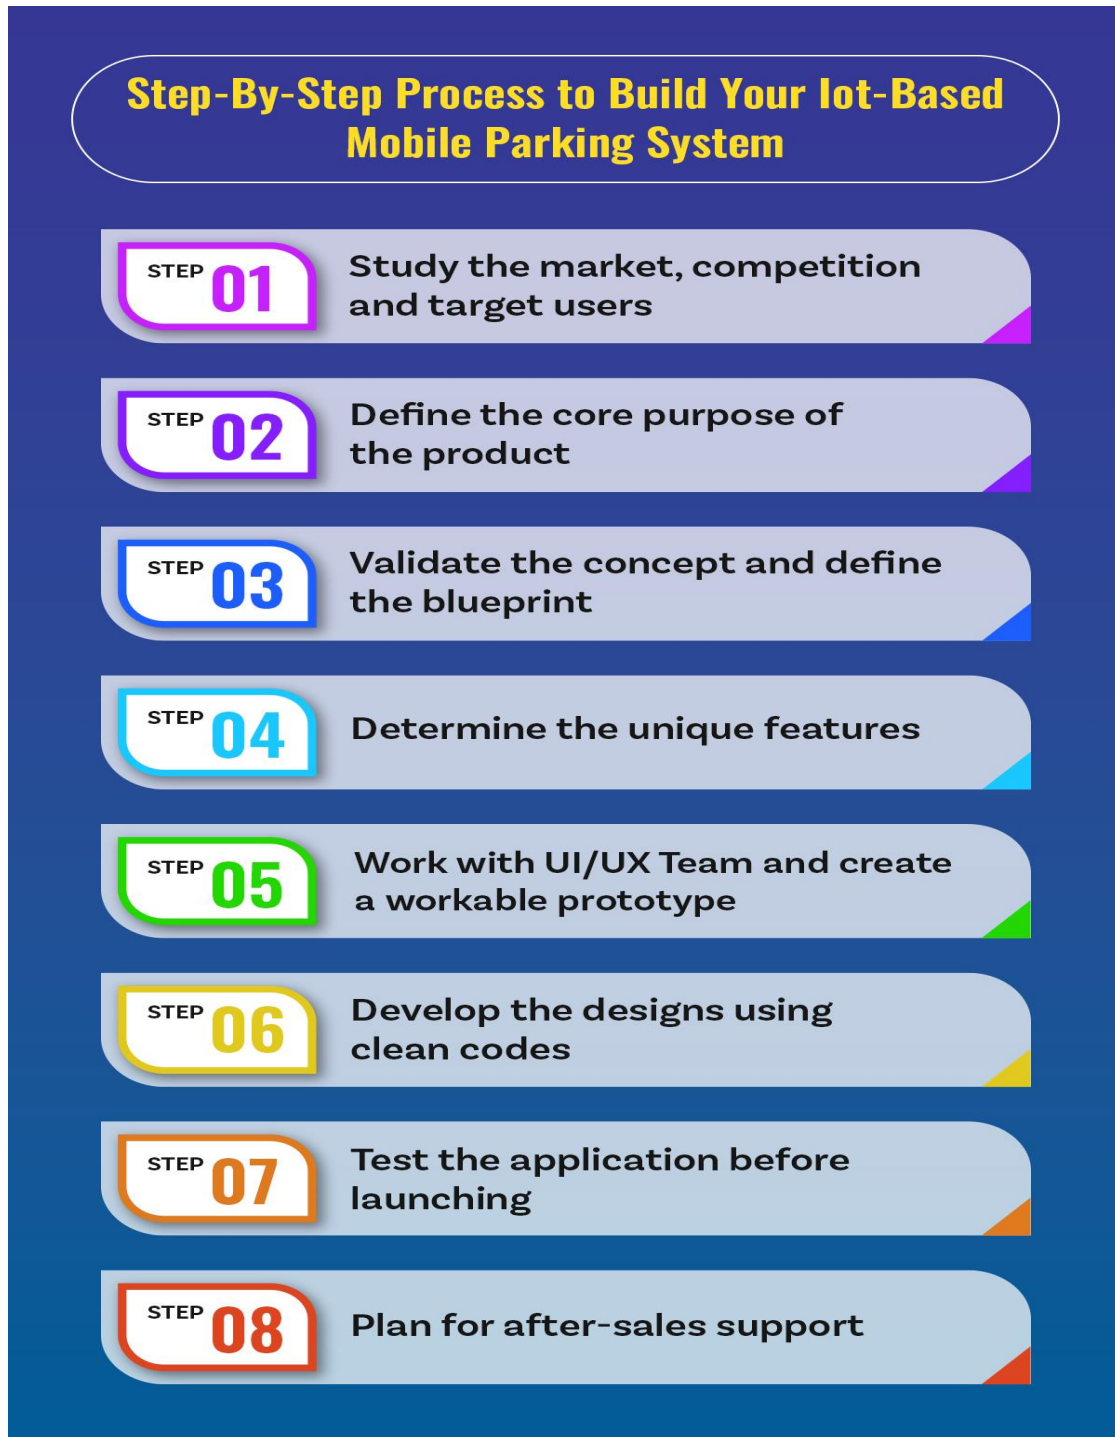 Step-By-Step Process to Build Your Iot-Based
Mobile Parking System
STEP 01
Study the market, competition
and target users
STEP 02
Define the core purpose of
the product
STEP 03
Validate the concept and define
the blueprint
STEP 04
Determine the unique features
STEP 05
Work with UI/UX Team and create
a workable prototype
STEP 06
Develop the designs using
clean codes
STEP 07
Test the application before
launching
STEP 08
Plan for after-sales support